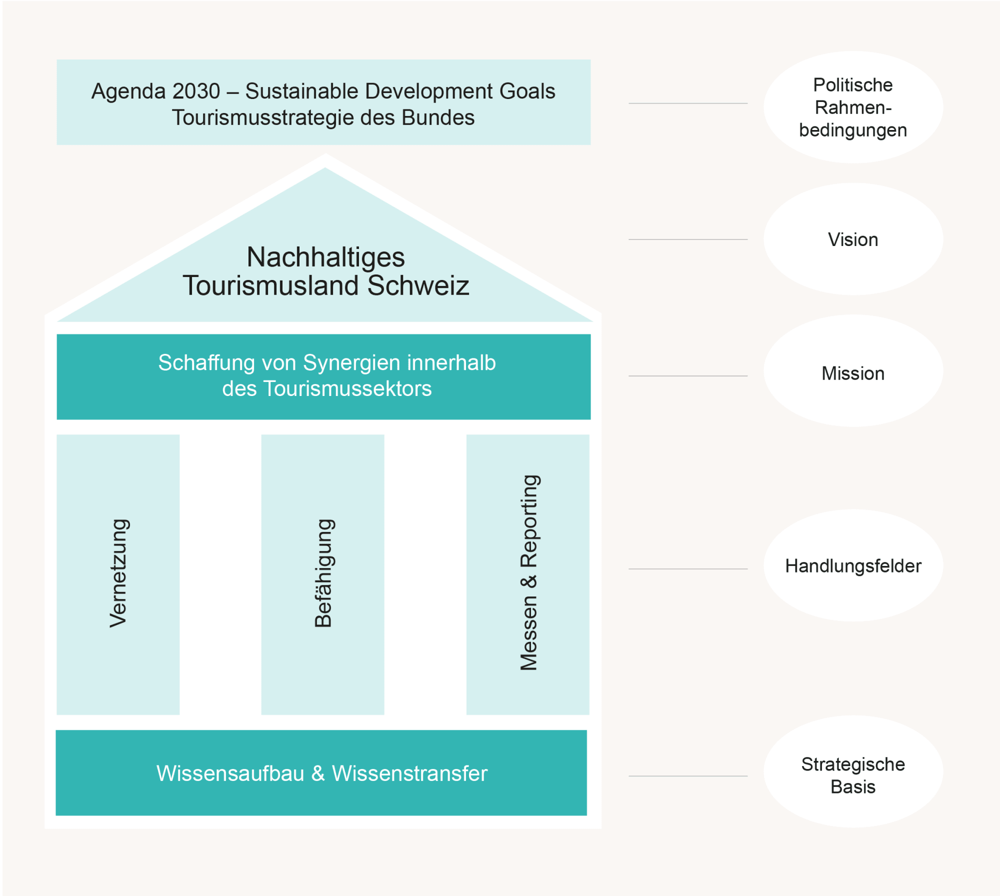 Agenda 2030 – Sustainable Development Goals
Tourismusstrategie des Bundes
Politische
Rahmen-
bedingungen
Nachhaltiges
Tourismusland Schweiz
Vision
Schaffung von Synergien innerhalb
des Tourismussektors
Mission
Vernetzung
Befähigung
Messen & Reporting
Handlungsfelder
Wissensaufbau & Wissenstransfer
Strategische
Basis